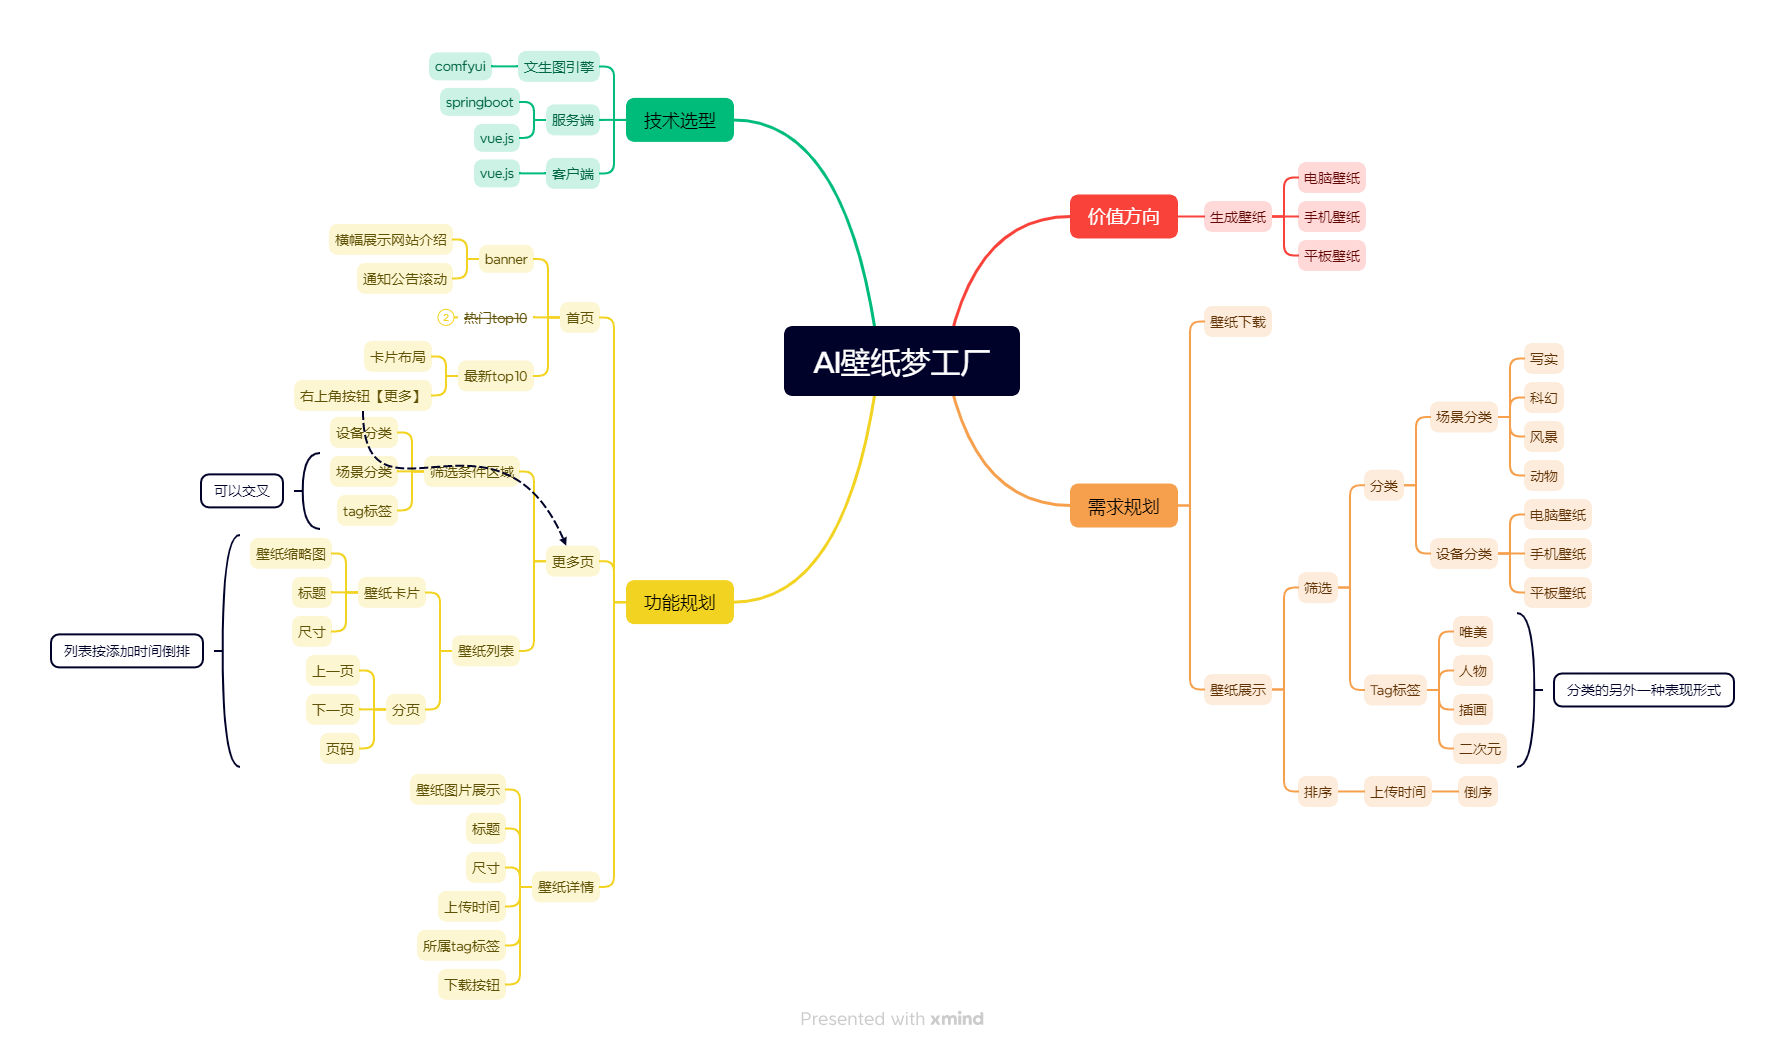 AI壁纸梦工厂
技术选型
文生图引擎
comfyui
服务端
springboot
vue.js
客户端
vue.js
价值方向
生成壁纸
电脑壁纸
手机壁纸
平板壁纸
需求规划
壁纸下载
壁纸展示
筛选
分类
场景分类
写实
科幻
风景
动物
设备分类
电脑壁纸
手机壁纸
平板壁纸
Tag标签
唯美
人物
插画
二次元
分类的另外一种表现形式
排序
上传时间
倒序
功能规划
首页
banner
横幅展示网站介绍
通知公告滚动
热门top10
2
最新top10
卡片布局
右上角按钮【更多】
更多页
筛选条件区域
设备分类
场景分类
tag标签
可以交叉
壁纸列表
壁纸卡片
壁纸缩略图
标题
尺寸
分页
上一页
下一页
页码
列表按添加时间倒排
壁纸详情
壁纸图片展示
标题
尺寸
上传时间
所属tag标签
下载按钮
Presented with xmind